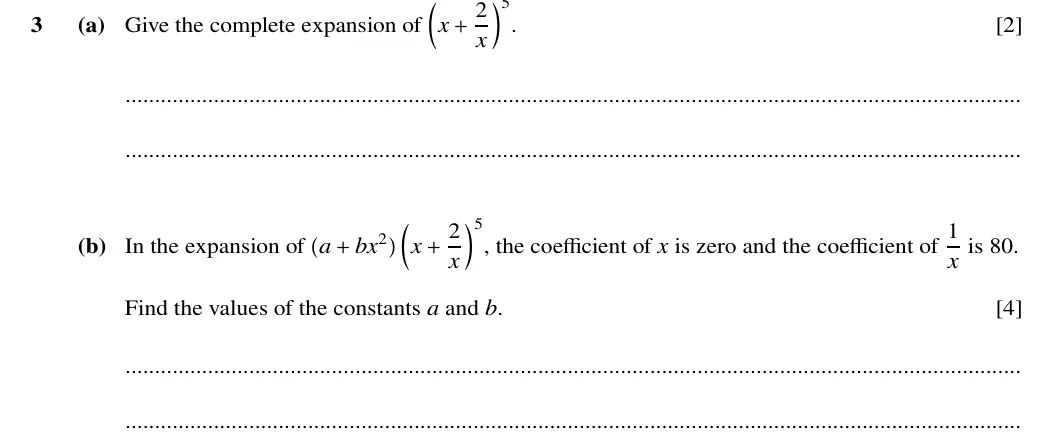 3 (a) Give the complete expansion of (x + 2/x)^5. [2]
................................................................................
................................................................................
(b) In the expansion of (a + bx²)(x + 2/x)^5, the coefficient of x is zero and the coefficient of 1/x is 80.
Find the values of the constants a and b. [4]
................................................................................
................................................................................